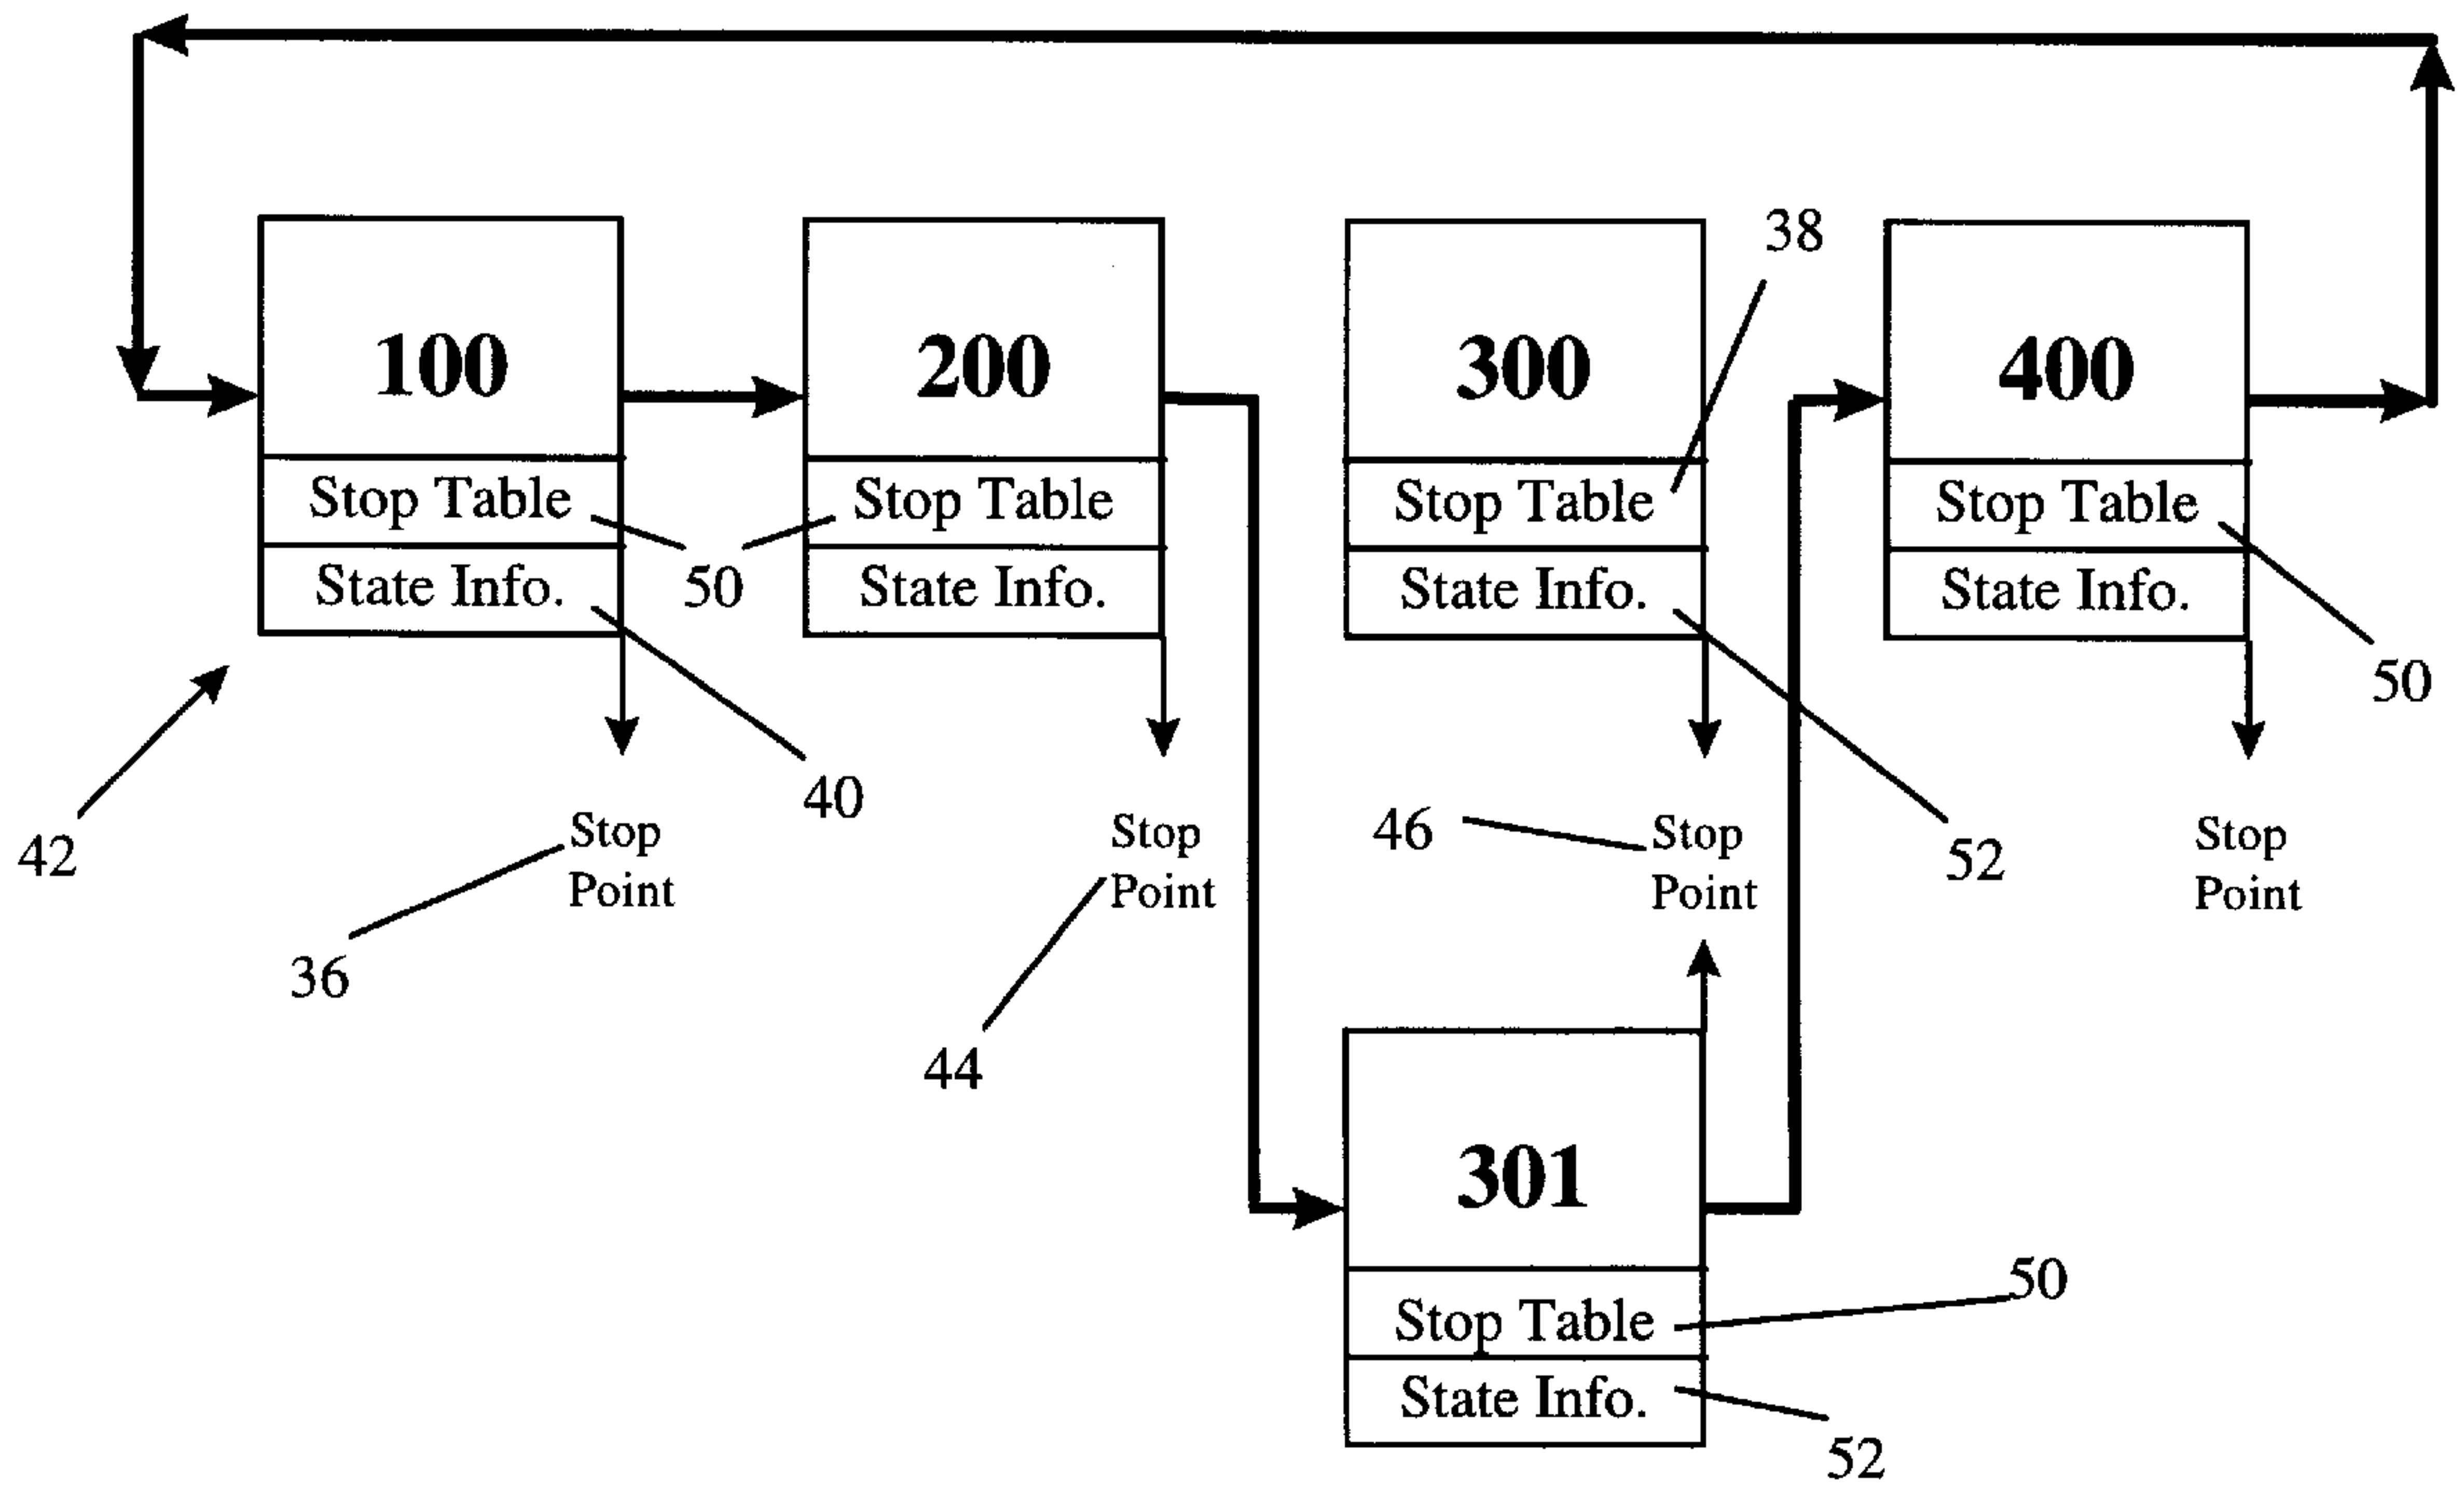 38
100
200
300
400
Stop Table
Stop Table
Stop Table
Stop Table
State Info.
50
State Info.
State Info.
State Info.
50
40
42
Stop
Point
Stop
Point
46
Stop
Point
52
Stop
Point
36
44
301
50
Stop Table
State Info.
52